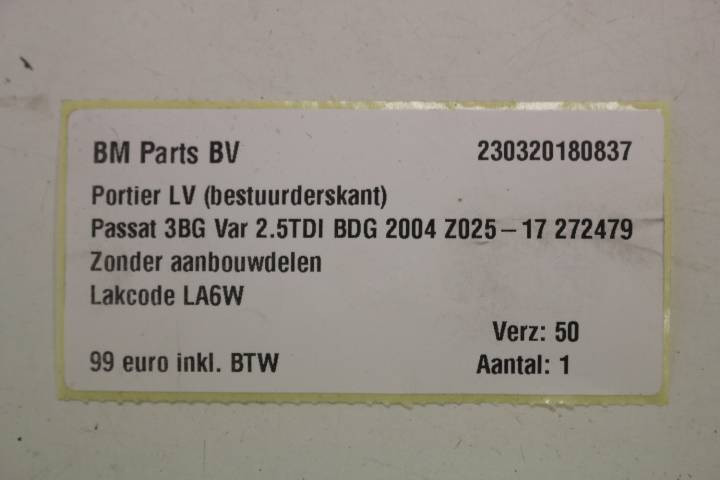 BM Parts BV 230320180837
Portier LV (bestuurderskant)
Passat 3BG Var 2.5TDI BDG 2004 Z025-17 272479
Zonder aanbouwdelen
Lakcode LA6W
Verz: 50
99 euro inkl. BTW Aantal: 1